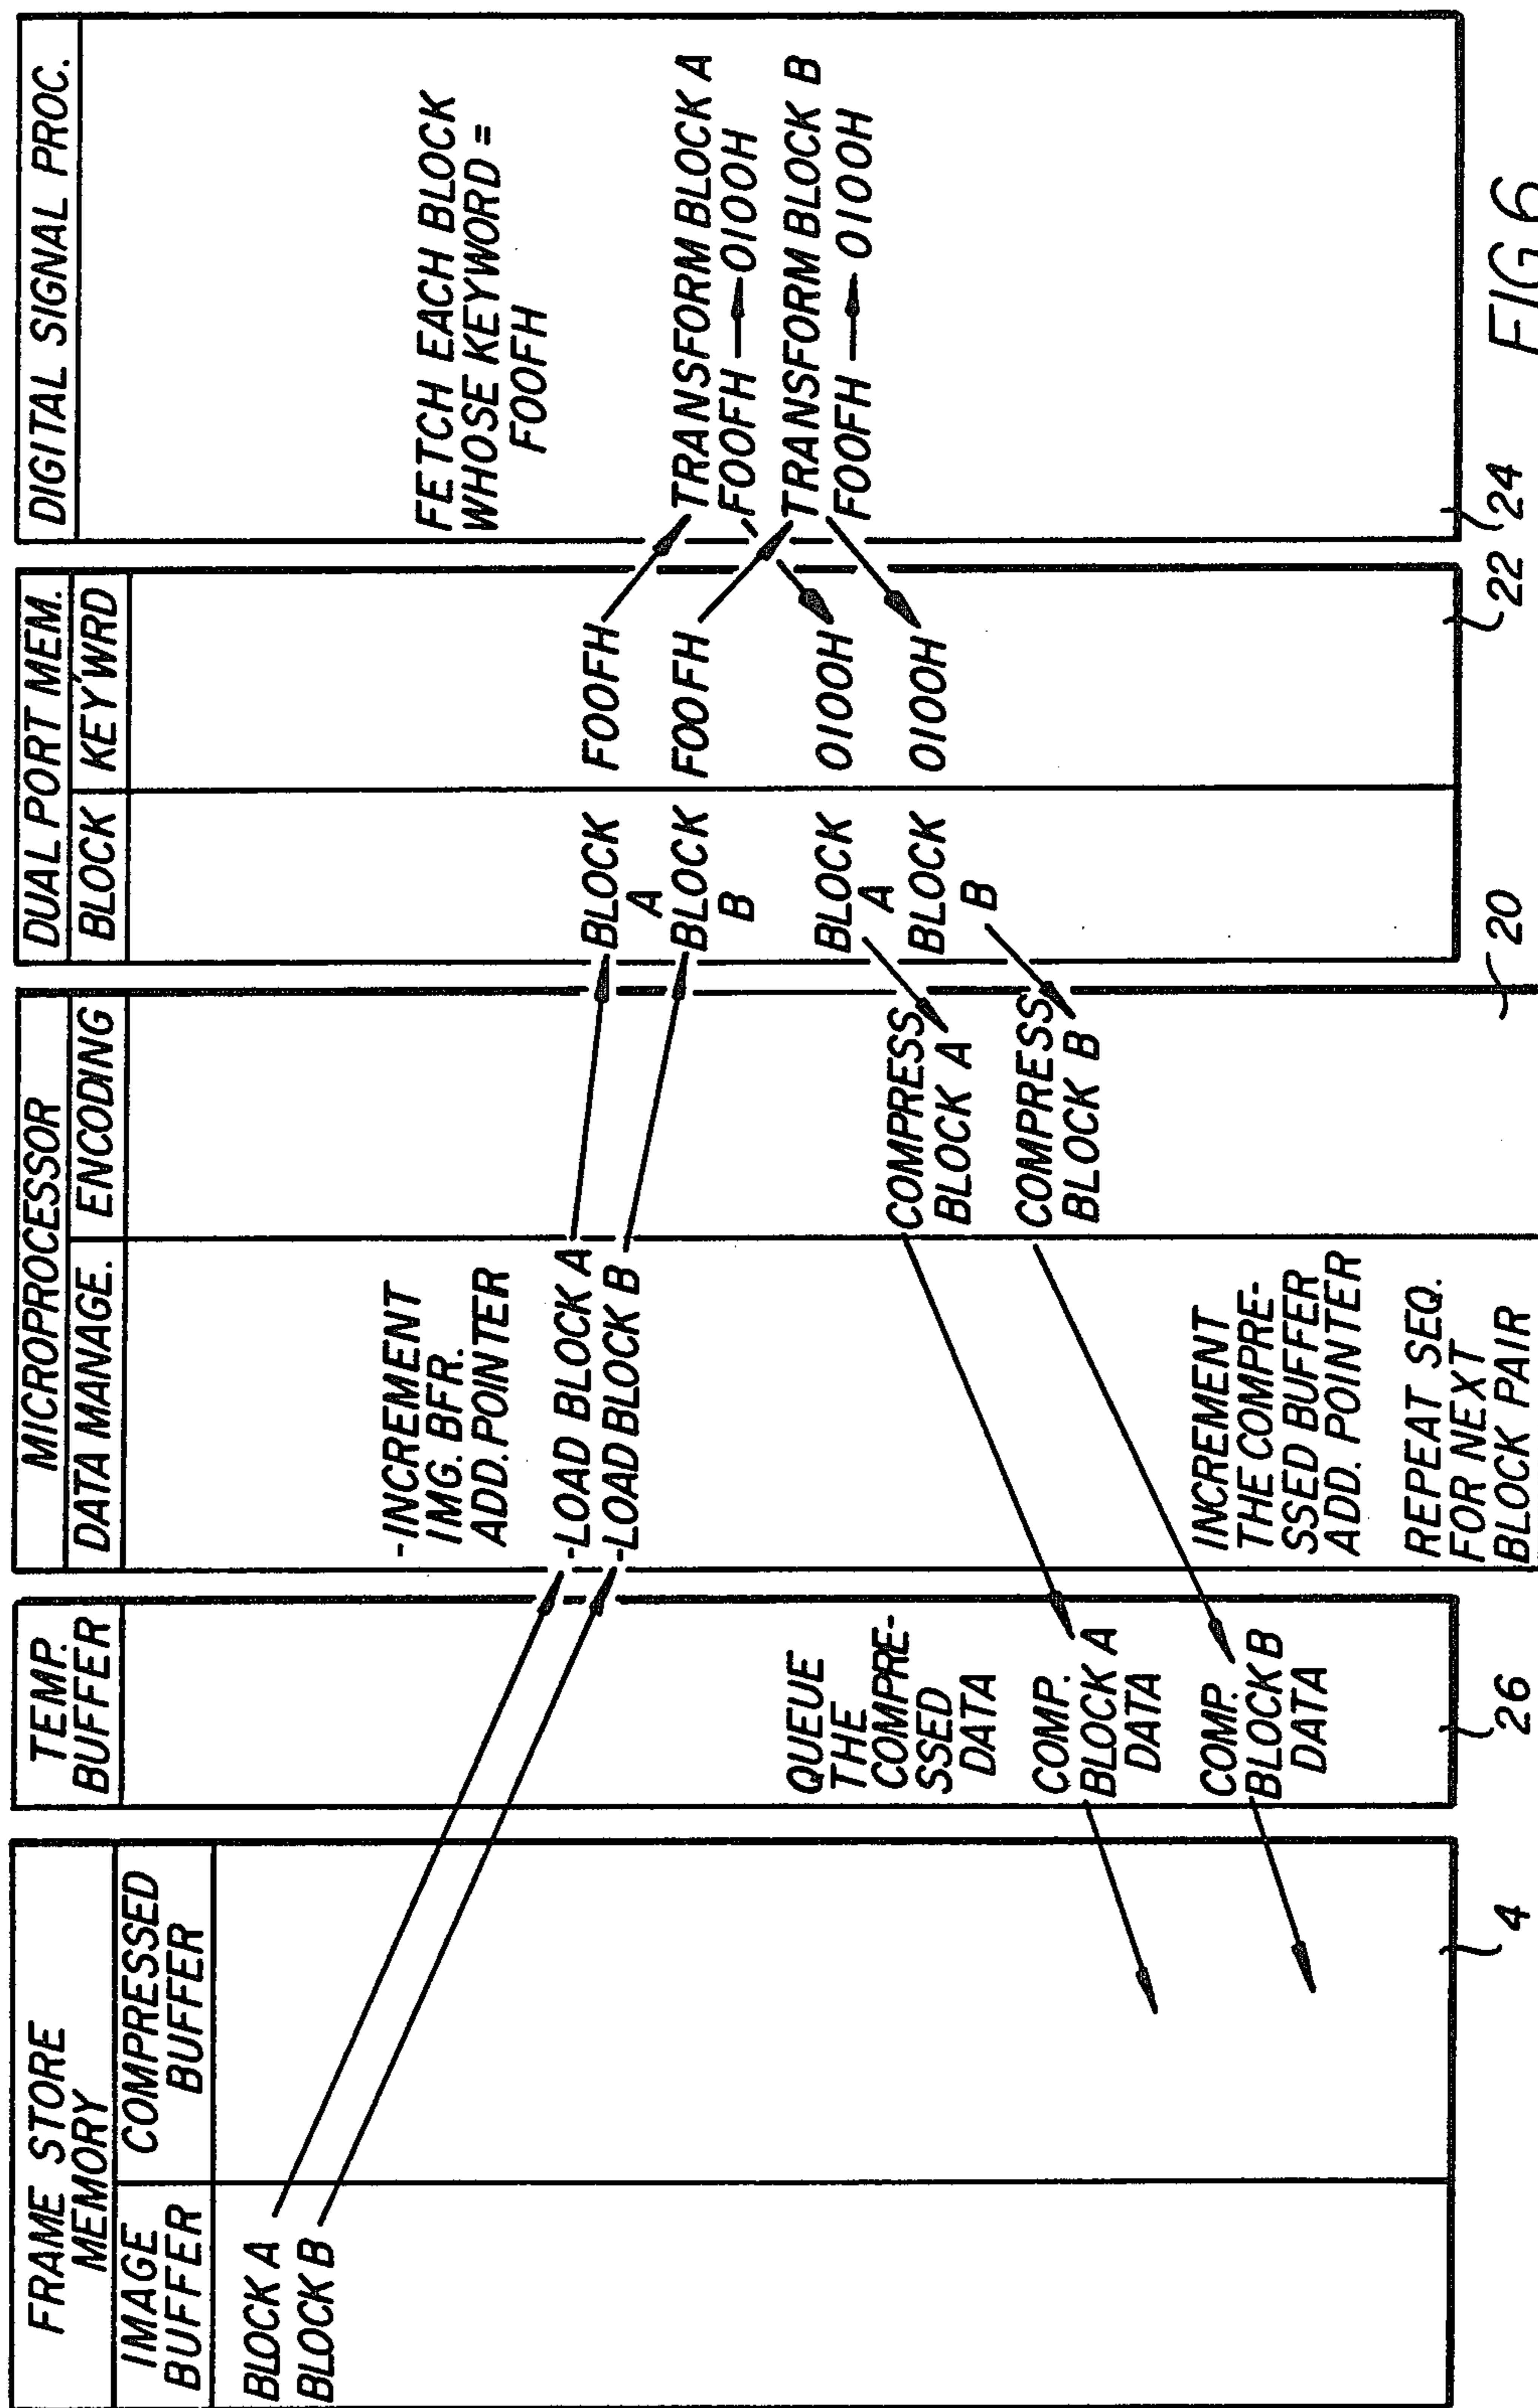 FRAME STORE
MEMORY
IMAGE
BUFFER
COMPRESSED
BUFFER
BLOCK A
BLOCK B
4
TEMP.
BUFFER
QUEUE
THE
COMPRE-
SSED
DATA
COMP.
BLOCK A
DATA
COMP.
BLOCK B
DATA
26
MICROPROCESSOR
DATA MANAGE.
ENCODING
-INCREMENT
IMG. BFR.
ADD. POINTER
-LOAD BLOCK A
-LOAD BLOCK B
COMPRESS
BLOCK A
COMPRESS
BLOCK B
INCREMENT
THE COMPRE-
SSED BUFFER
ADD. POINTER
REPEAT SEQ.
FOR NEXT
BLOCK PAIR
20
DUAL PORT MEM.
BLOCK KEY'WRD
BLOCK
A
F00FH
BLOCK
B
F00FH
BLOCK
A
0100H
BLOCK
B
0100H
22
DIGITAL SIGNAL PROC.
FETCH EACH BLOCK
WHOSE KEYWORD =
F00FH
TRANSFORM BLOCK A
F00FH → 0100H
TRANSFORM BLOCK B
F00FH → 0100H
24
FIG 6